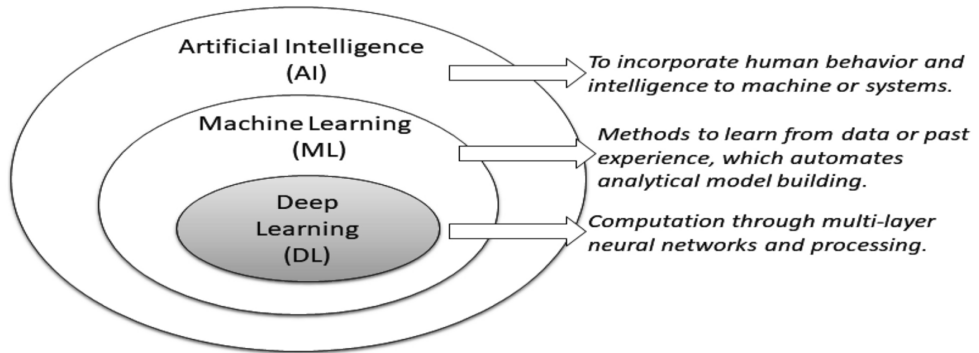 Artificial Intelligence
(AI)
To incorporate human behavior and
intelligence to machine or systems.
Machine Learning
(ML)
Methods to learn from data or past
experience, which automates
analytical model building.
Deep
Learning
(DL)
Computation through multi-layer
neural networks and processing.